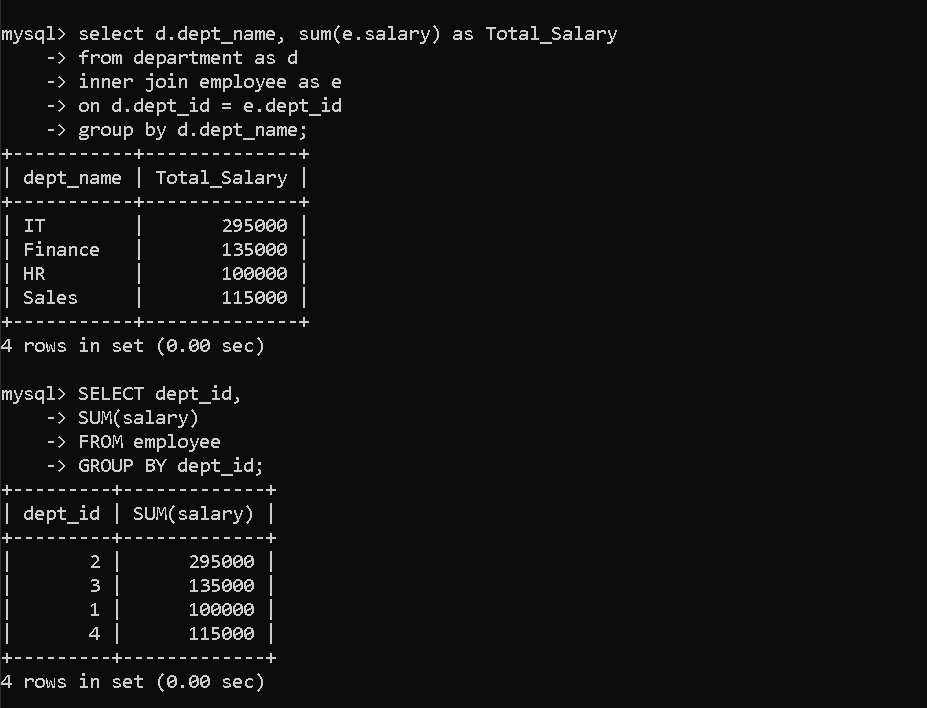 mysql> select d.dept_name, sum(e.salary) as Total_Salary
    -> from department as d
    -> inner join employee as e
    -> on d.dept_id = e.dept_id
    -> group by d.dept_name;
+-----------+--------------+
| dept_name | Total_Salary |
+-----------+--------------+
| IT        |       295000 |
| Finance   |       135000 |
| HR        |       100000 |
| Sales     |       115000 |
+-----------+--------------+
4 rows in set (0.00 sec)

mysql> SELECT dept_id,
    -> SUM(salary)
    -> FROM employee
    -> GROUP BY dept_id;
+---------+-------------+
| dept_id | SUM(salary) |
+---------+-------------+
|       2 |      295000 |
|       3 |      135000 |
|       1 |      100000 |
|       4 |      115000 |
+---------+-------------+
4 rows in set (0.00 sec)